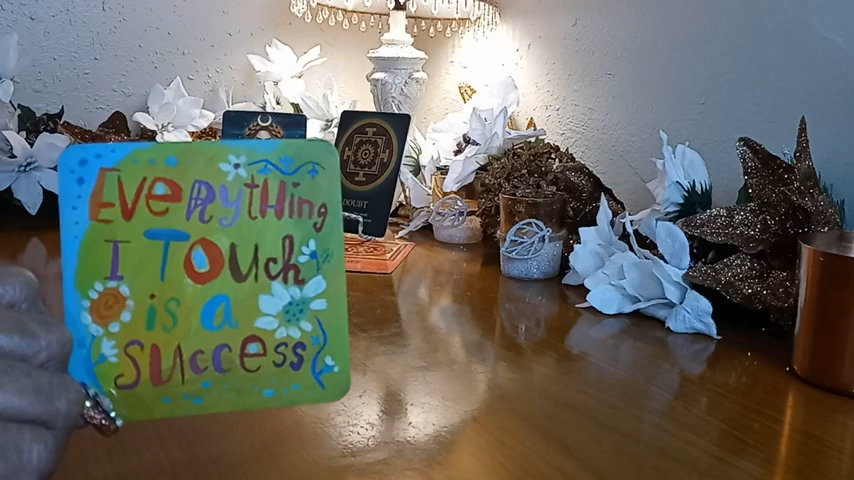 EVERytHing
I TOUCh
is a
SUCCESS
DOUBT